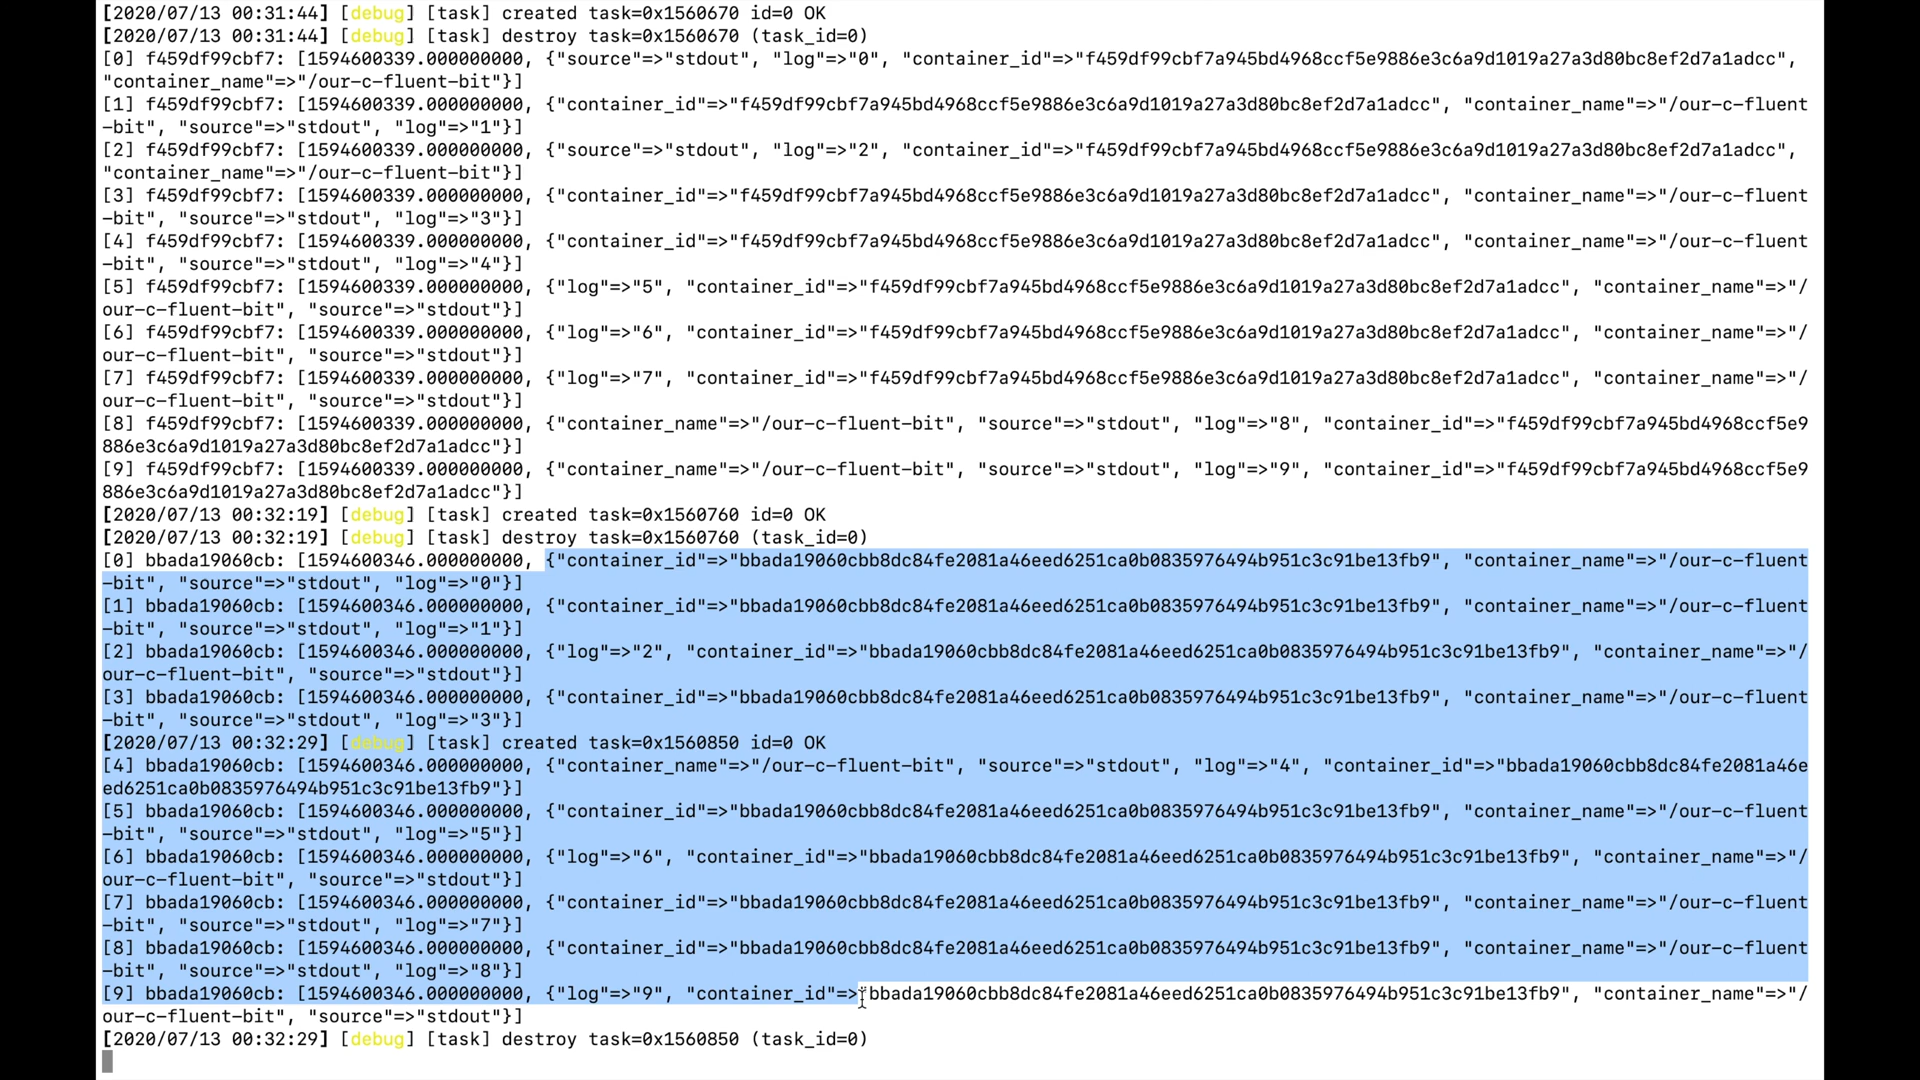 [2020/07/13 00:31:44] [debug] [task] created task=0x1560670 id=0 OK
[2020/07/13 00:31:44] [debug] [task] destroy task=0x1560670 (task_id=0)
[0] f459df99cbf7: [1594600339.000000000, {"source"=>"stdout", "log"=>"0", "container_id"=>"f459df99cbf7a945bd4968ccf5e9886e3c6a9d1019a27a3d80bc8ef2d7a1adcc",
"container_name"=>"/our-c-fluent-bit"}]
[1] f459df99cbf7: [1594600339.000000000, {"container_id"=>"f459df99cbf7a945bd4968ccf5e9886e3c6a9d1019a27a3d80bc8ef2d7a1adcc", "container_name"=>"/our-c-fluent
-bit", "source"=>"stdout", "log"=>"1"}]
[2] f459df99cbf7: [1594600339.000000000, {"source"=>"stdout", "log"=>"2", "container_id"=>"f459df99cbf7a945bd4968ccf5e9886e3c6a9d1019a27a3d80bc8ef2d7a1adcc",
"container_name"=>"/our-c-fluent-bit"}]
[3] f459df99cbf7: [1594600339.000000000, {"container_id"=>"f459df99cbf7a945bd4968ccf5e9886e3c6a9d1019a27a3d80bc8ef2d7a1adcc", "container_name"=>"/our-c-fluent
-bit", "source"=>"stdout", "log"=>"3"}]
[4] f459df99cbf7: [1594600339.000000000, {"container_id"=>"f459df99cbf7a945bd4968ccf5e9886e3c6a9d1019a27a3d80bc8ef2d7a1adcc", "container_name"=>"/our-c-fluent
-bit", "source"=>"stdout", "log"=>"4"}]
[5] f459df99cbf7: [1594600339.000000000, {"log"=>"5", "container_id"=>"f459df99cbf7a945bd4968ccf5e9886e3c6a9d1019a27a3d80bc8ef2d7a1adcc", "container_name"=>"/
our-c-fluent-bit", "source"=>"stdout"}]
[6] f459df99cbf7: [1594600339.000000000, {"log"=>"6", "container_id"=>"f459df99cbf7a945bd4968ccf5e9886e3c6a9d1019a27a3d80bc8ef2d7a1adcc", "container_name"=>"/
our-c-fluent-bit", "source"=>"stdout"}]
[7] f459df99cbf7: [1594600339.000000000, {"log"=>"7", "container_id"=>"f459df99cbf7a945bd4968ccf5e9886e3c6a9d1019a27a3d80bc8ef2d7a1adcc", "container_name"=>"/
our-c-fluent-bit", "source"=>"stdout"}]
[8] f459df99cbf7: [1594600339.000000000, {"container_name"=>"/our-c-fluent-bit", "source"=>"stdout", "log"=>"8", "container_id"=>"f459df99cbf7a945bd4968ccf5e9
886e3c6a9d1019a27a3d80bc8ef2d7a1adcc"}]
[9] f459df99cbf7: [1594600339.000000000, {"container_name"=>"/our-c-fluent-bit", "source"=>"stdout", "log"=>"9", "container_id"=>"f459df99cbf7a945bd4968ccf5e9
886e3c6a9d1019a27a3d80bc8ef2d7a1adcc"}]
[2020/07/13 00:32:19] [debug] [task] created task=0x1560760 id=0 OK
[2020/07/13 00:32:19] [debug] [task] destroy task=0x1560760 (task_id=0)
[0] bbada19060cb: [1594600346.000000000, {"container_id"=>"bbada19060cbb8dc84fe2081a46eed6251ca0b0835976494b951c3c91be13fb9", "container_name"=>"/our-c-fluent
-bit", "source"=>"stdout", "log"=>"0"}]
[1] bbada19060cb: [1594600346.000000000, {"container_id"=>"bbada19060cbb8dc84fe2081a46eed6251ca0b0835976494b951c3c91be13fb9", "container_name"=>"/our-c-fluent
-bit", "source"=>"stdout", "log"=>"1"}]
[2] bbada19060cb: [1594600346.000000000, {"log"=>"2", "container_id"=>"bbada19060cbb8dc84fe2081a46eed6251ca0b0835976494b951c3c91be13fb9", "container_name"=>"/
our-c-fluent-bit", "source"=>"stdout"}]
[3] bbada19060cb: [1594600346.000000000, {"container_id"=>"bbada19060cbb8dc84fe2081a46eed6251ca0b0835976494b951c3c91be13fb9", "container_name"=>"/our-c-fluent
-bit", "source"=>"stdout", "log"=>"3"}]
[2020/07/13 00:32:29] [debug] [task] created task=0x1560850 id=0 OK
[4] bbada19060cb: [1594600346.000000000, {"container_name"=>"/our-c-fluent-bit", "source"=>"stdout", "log"=>"4", "container_id"=>"bbada19060cbb8dc84fe2081a46e
ed6251ca0b0835976494b951c3c91be13fb9"}]
[5] bbada19060cb: [1594600346.000000000, {"container_id"=>"bbada19060cbb8dc84fe2081a46eed6251ca0b0835976494b951c3c91be13fb9", "container_name"=>"/our-c-fluent
-bit", "source"=>"stdout", "log"=>"5"}]
[6] bbada19060cb: [1594600346.000000000, {"log"=>"6", "container_id"=>"bbada19060cbb8dc84fe2081a46eed6251ca0b0835976494b951c3c91be13fb9", "container_name"=>"/
our-c-fluent-bit", "source"=>"stdout"}]
[7] bbada19060cb: [1594600346.000000000, {"container_id"=>"bbada19060cbb8dc84fe2081a46eed6251ca0b0835976494b951c3c91be13fb9", "container_name"=>"/our-c-fluent
-bit", "source"=>"stdout", "log"=>"7"}]
[8] bbada19060cb: [1594600346.000000000, {"container_id"=>"bbada19060cbb8dc84fe2081a46eed6251ca0b0835976494b951c3c91be13fb9", "container_name"=>"/our-c-fluent
-bit", "source"=>"stdout", "log"=>"8"}]
[9] bbada19060cb: [1594600346.000000000, {"log"=>"9", "container_id"=>"bbada19060cbb8dc84fe2081a46eed6251ca0b0835976494b951c3c91be13fb9", "container_name"=>"/
our-c-fluent-bit", "source"=>"stdout"}]
[2020/07/13 00:32:29] [debug] [task] destroy task=0x1560850 (task_id=0)